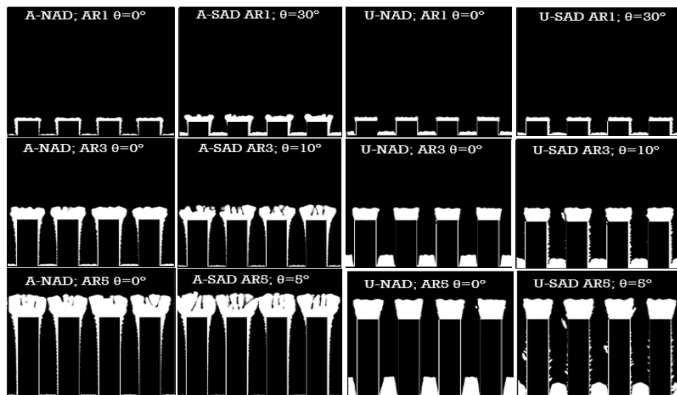 A-NAD; AR1 θ=0°
A-SAD AR1; θ=30°
U-NAD; AR1 θ=0°
U-SAD AR1; θ=30°
A-NAD; AR3 θ=0°
A-SAD AR3; θ=10°
U-NAD; AR3 θ=0°
U-SAD AR3; θ=10°
A-NAD; AR5 θ=0°
A-SAD AR5; θ=5°
U-NAD; AR5 θ=0°
U-SAD AR5; θ=5°